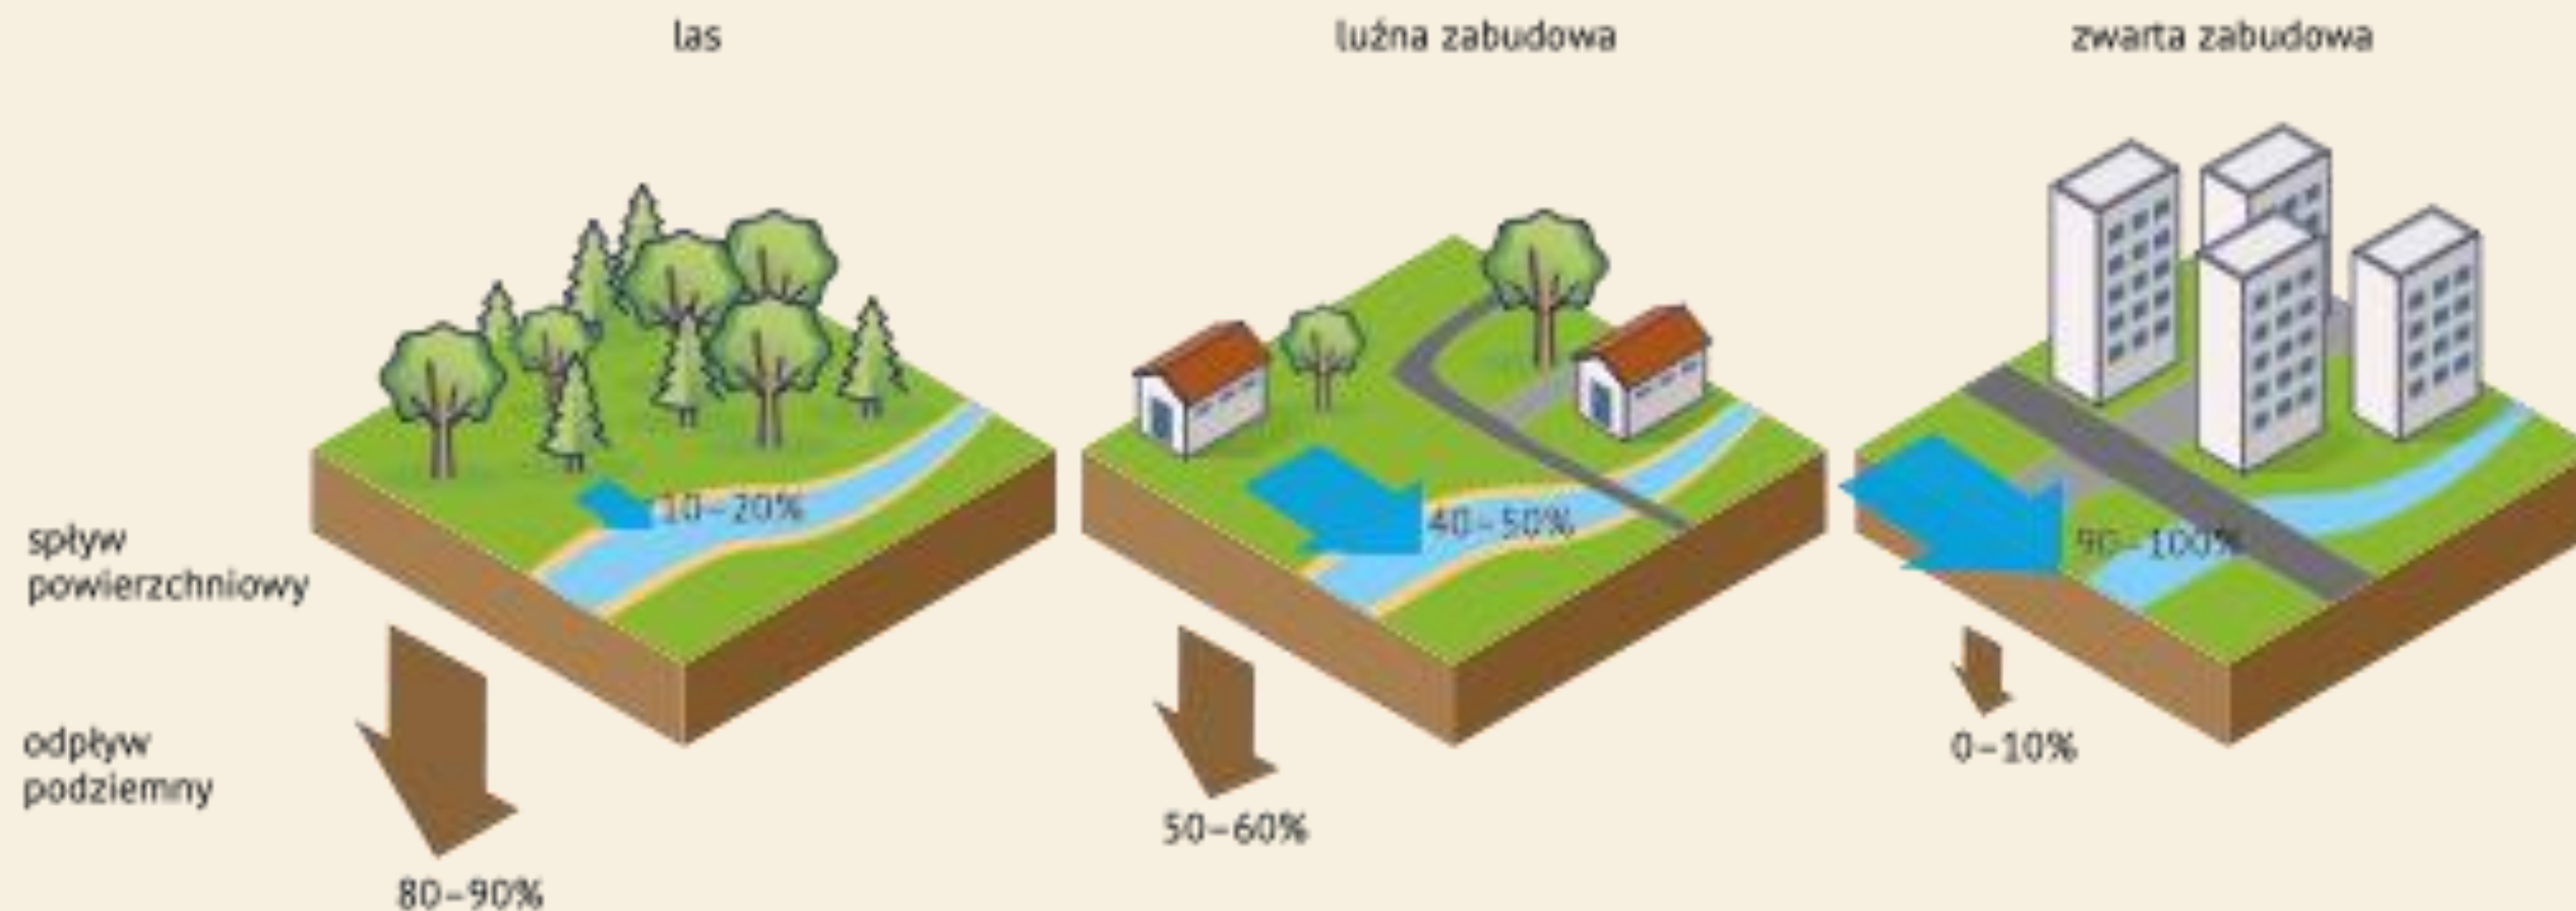 las
luźna zabudowa
zwarta zabudowa
10–20%
40–50%
90–100%
spływ
powierzchniowy
odpływ
podziemny
80–90%
50–60%
0–10%